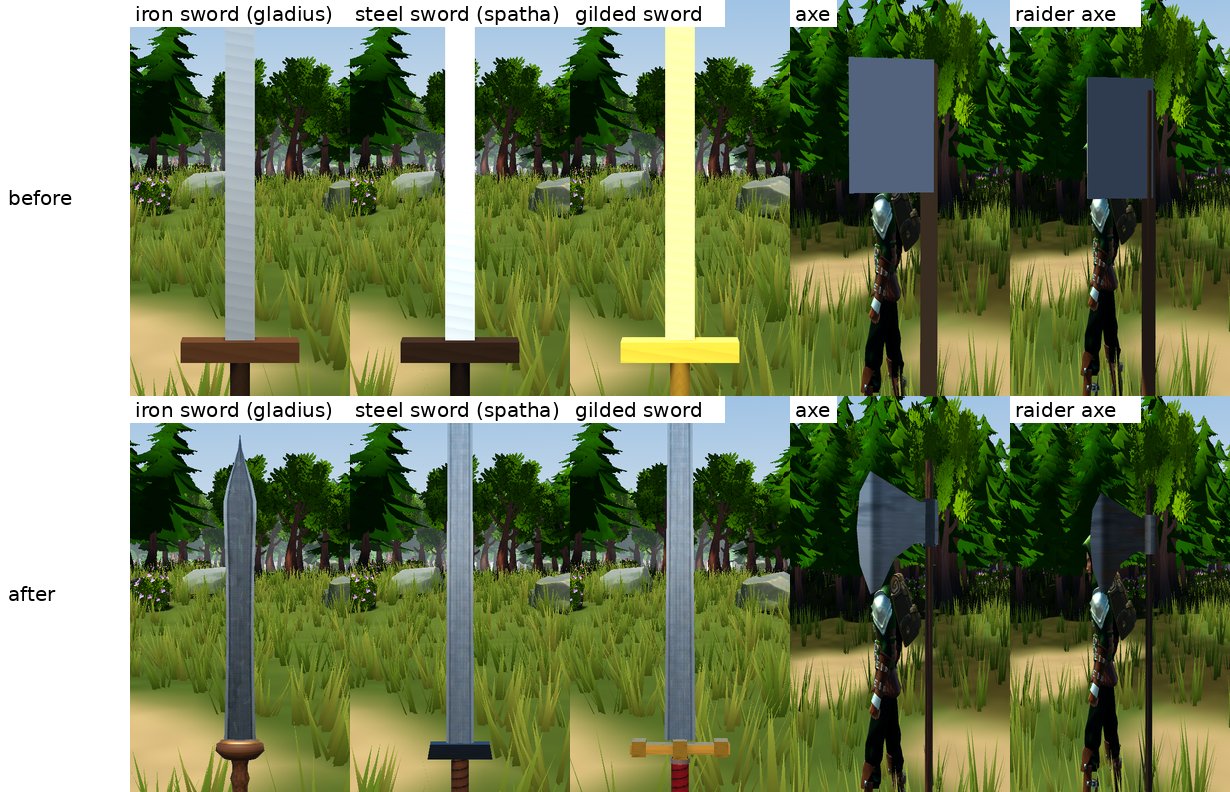 iron sword (gladius)
steel sword (spatha)
gilded sword
axe
raider axe
before
iron sword (gladius)
steel sword (spatha)
gilded sword
axe
raider axe
after